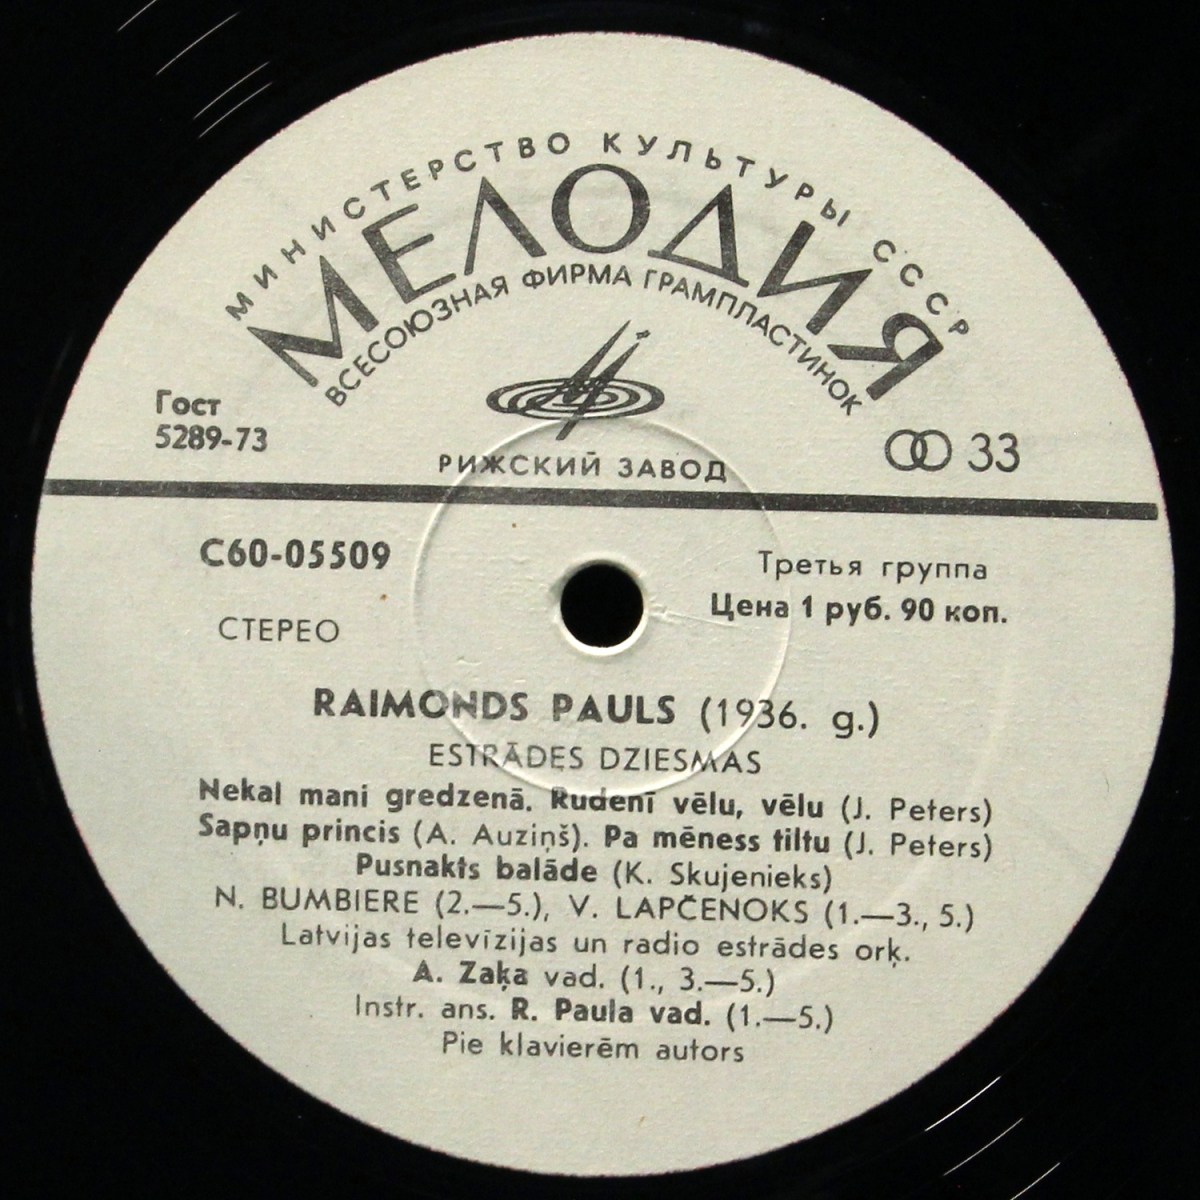 МИНИСТЕРСТВО КУЛЬТУРЫ СССР
МЕЛОДИЯ
ВСЕСОЮЗНАЯ ФИРМА ГРАМПЛАСТИНОК
Гост
5289-73
33
РИЖСКИЙ ЗАВОД
С60-05509
Третья группа
Цена 1 руб. 90 коп.
СТЕРЕО
RAIMONDS PAULS (1936. g.)
ESTRĀDES DZIESMAS
Nekal mani gredzenā. Rudenī vēlu, vēlu (J. Peters)
Sapņu princis (A. Auziņš). Pa mēness tiltu (J. Peters)
Pusnakts balāde (K. Skujenieks)
N. BUMBIERE (2.—5.), V. LAPČENOKS (1.—3., 5.)
Latvijas televīzijas un radio estrādes orķ.
A. Zaķa vad. (1., 3.—5.)
Instr. ans. R. Paula vad. (1.—5.)
Pie klavierēm autors